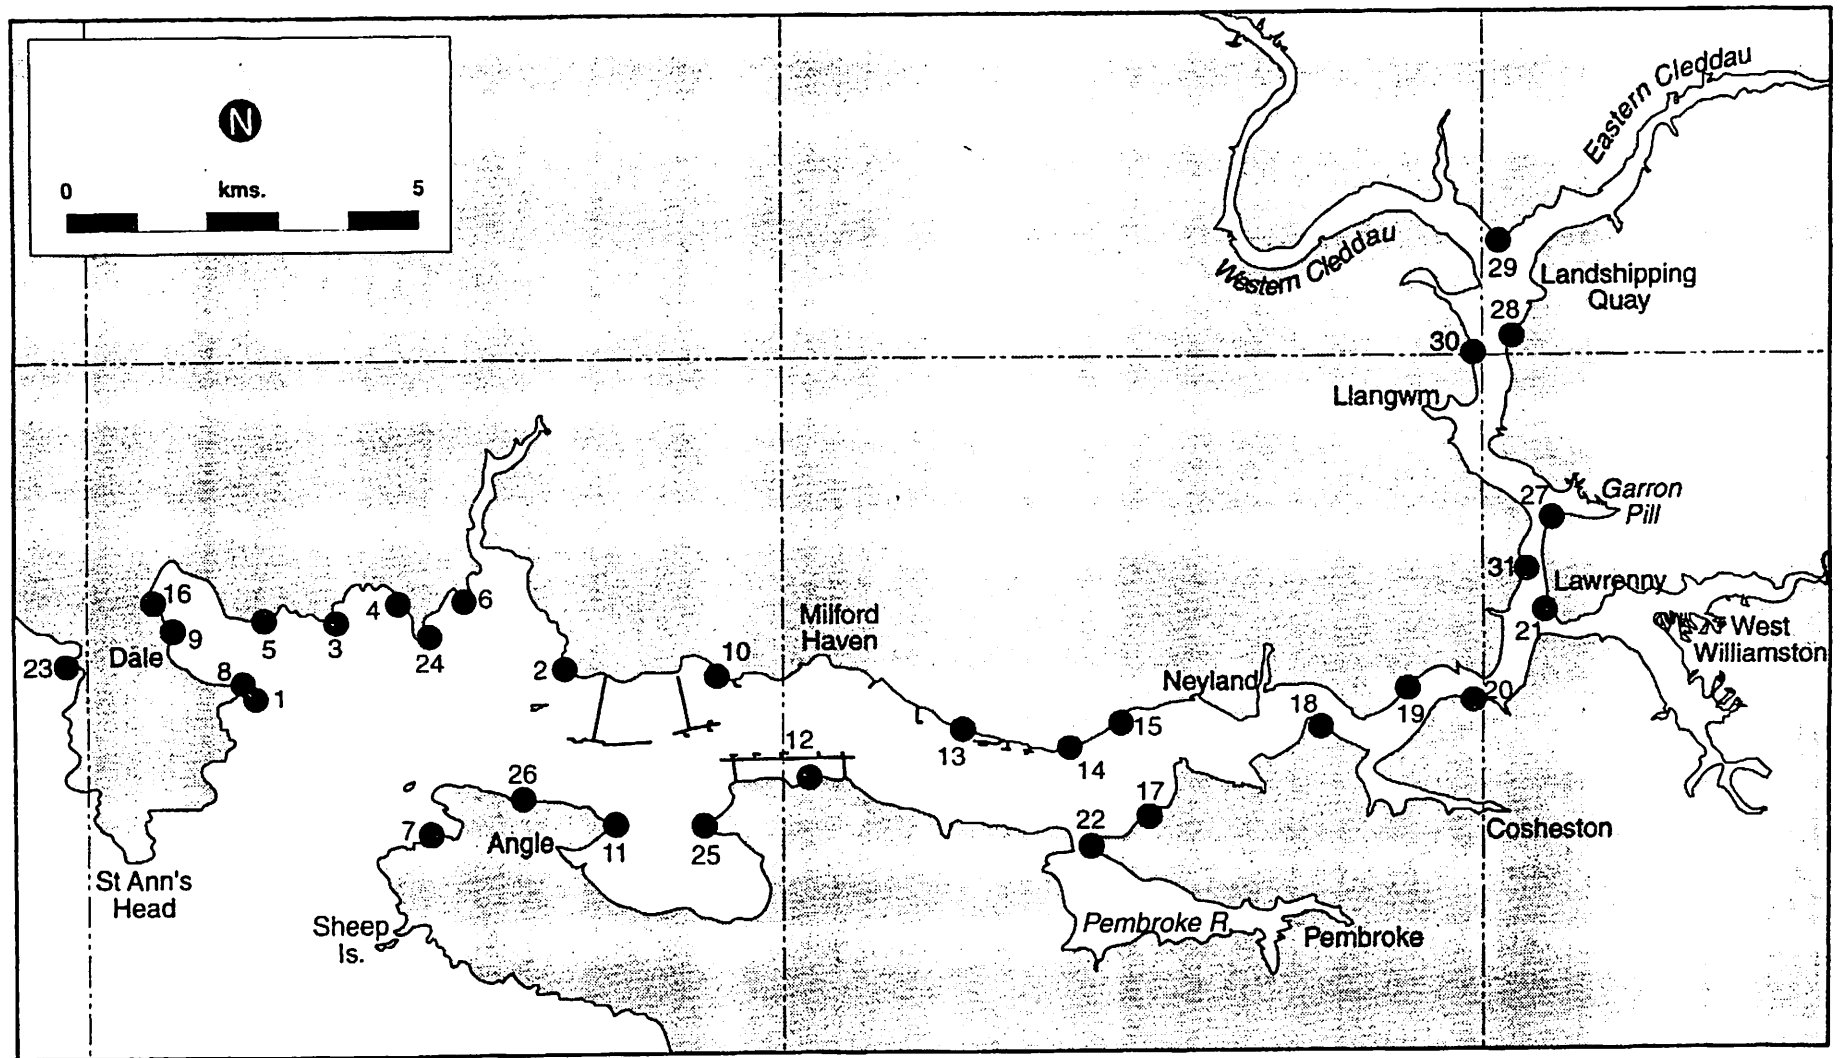 N
0 kms. 5
Eastern Cleddau
Western Cleddau
29
Landshipping
Quay
28
30
Llangwm
27
Garron
Pill
31
Lawrenny
21
West
Williamston
16
9
Dale
8
1
5
3
4
24
6
23
2
10
Milford
Haven
Neyland
18
19
20
15
13
14
12
26
7
Angle
11
25
17
22
Cosheston
St Ann's
Head
Sheep
Is.
Pembroke R
Pembroke